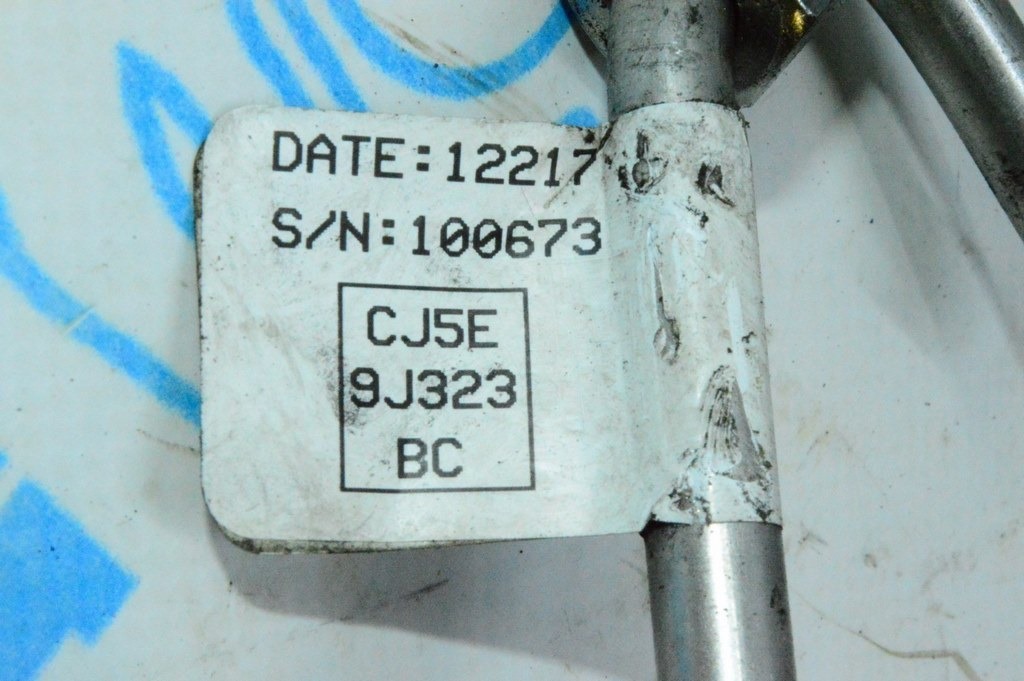 DATE:12217
S/N:100673
CJ5E
9J323
BC